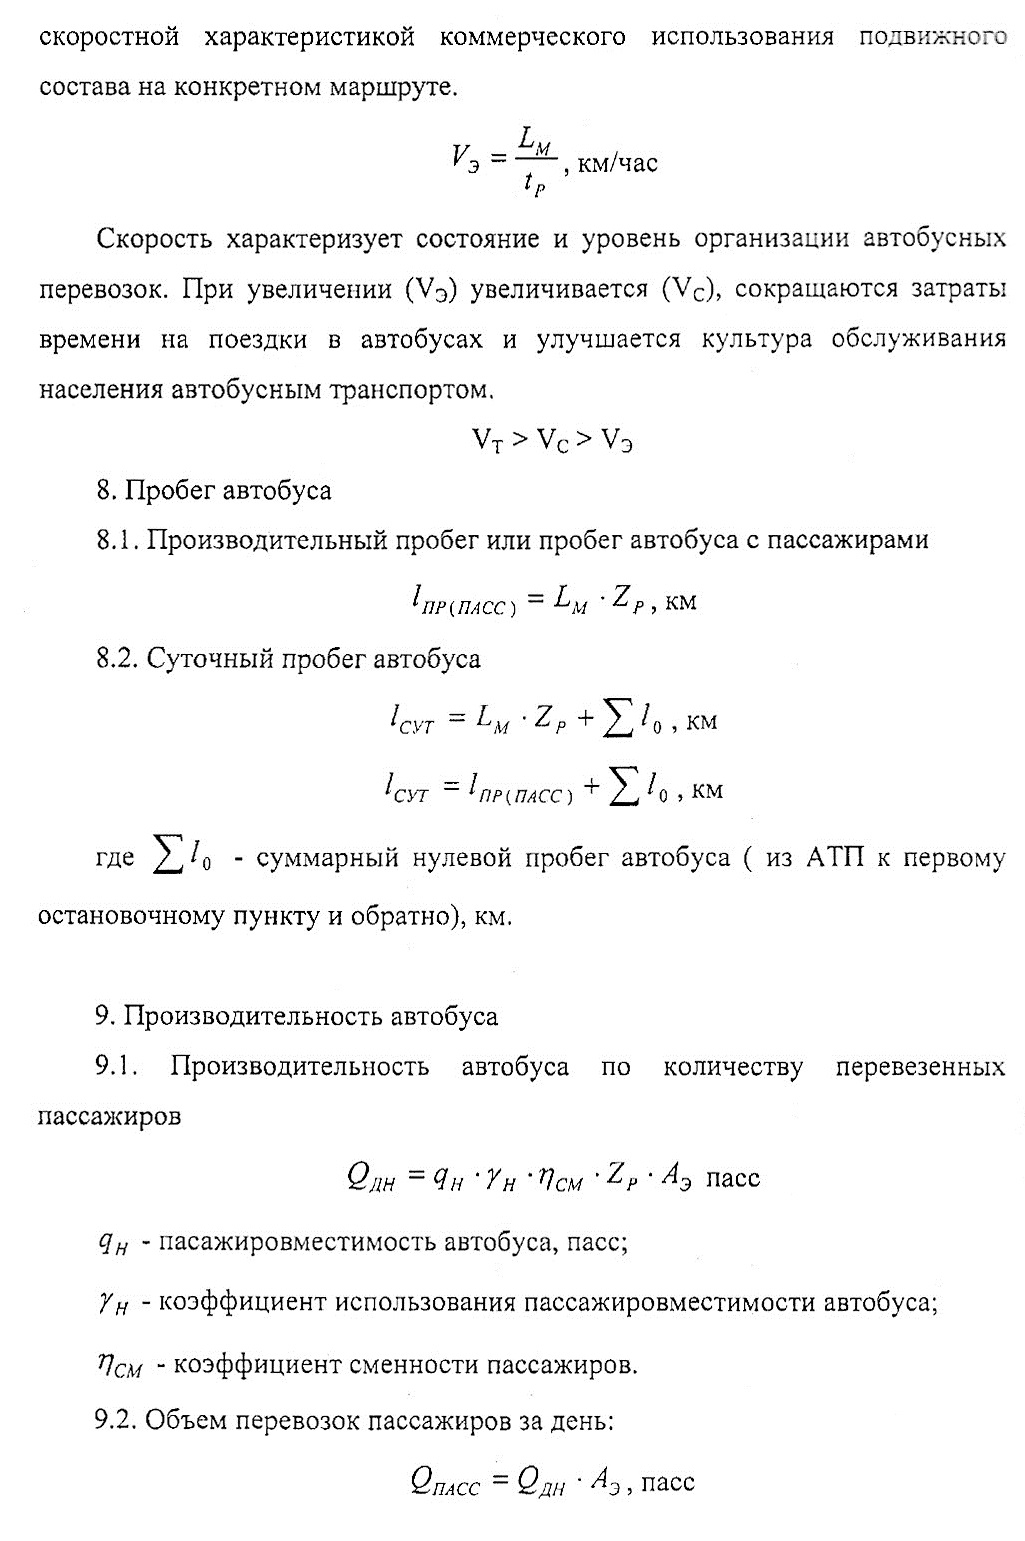 скоростной характеристикой коммерческого использования подвижного
состава на конкретном маршруте.
V_Э = L_М / t_Р , км/час
Скорость характеризует состояние и уровень организации автобусных
перевозок. При увеличении (V_Э) увеличивается (V_С), сокращаются затраты
времени на поездки в автобусах и улучшается культура обслуживания
населения автобусным транспортом.
V_Т > V_С > V_Э
8. Пробег автобуса
8.1. Производительный пробег или пробег автобуса с пассажирами
l_ПР(ПАСС) = L_М · Z_Р , км
8.2. Суточный пробег автобуса
l_СУТ = L_М · Z_Р + ∑ l_0 , км
l_СУТ = l_ПР(ПАСС) + ∑ l_0 , км
где ∑ l_0 - суммарный нулевой пробег автобуса ( из АТП к первому
остановочному пункту и обратно), км.
9. Производительность автобуса
9.1. Производительность автобуса по количеству перевезенных
пассажиров
Q_ДН = q_Н · γ_Н · η_СМ · Z_Р · А_Э пасс
q_Н - пасажировместимость автобуса, пасс;
γ_Н - коэффициент использования пассажировместимости автобуса;
η_СМ - коэффициент сменности пассажиров.
9.2. Объем перевозок пассажиров за день:
Q_ПАСС = Q_ДН · А_Э , пасс